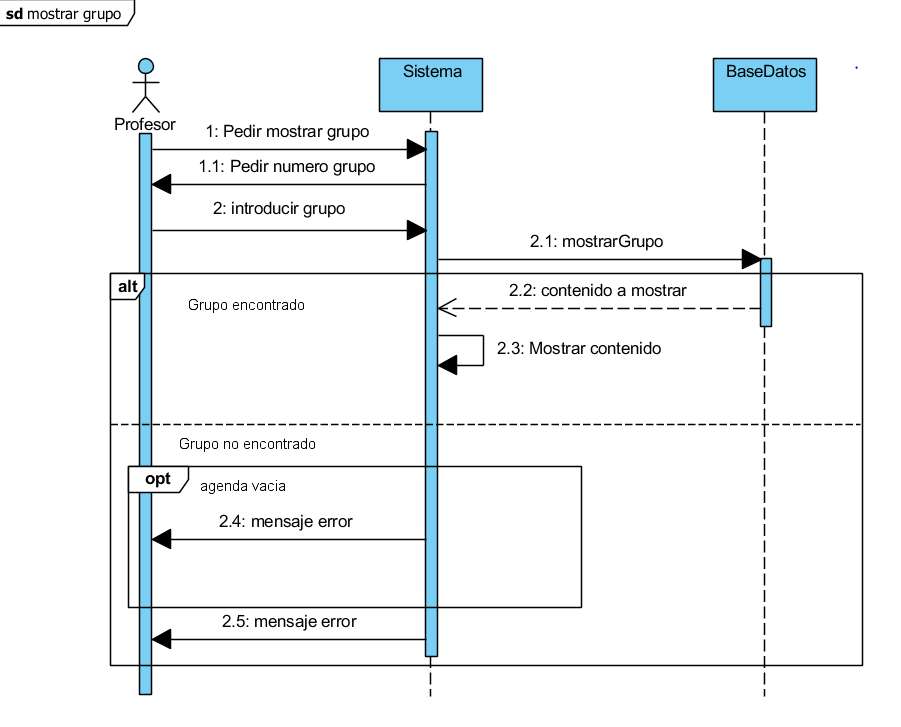 sd mostrar grupo
Sistema
BaseDatos
Profesor
1: Pedir mostrar grupo
1.1: Pedir numero grupo
2: introducir grupo
2.1: mostrarGrupo
alt
2.2: contenido a mostrar
Grupo encontrado
2.3: Mostrar contenido
Grupo no encontrado
opt
agenda vacia
2.4: mensaje error
2.5: mensaje error